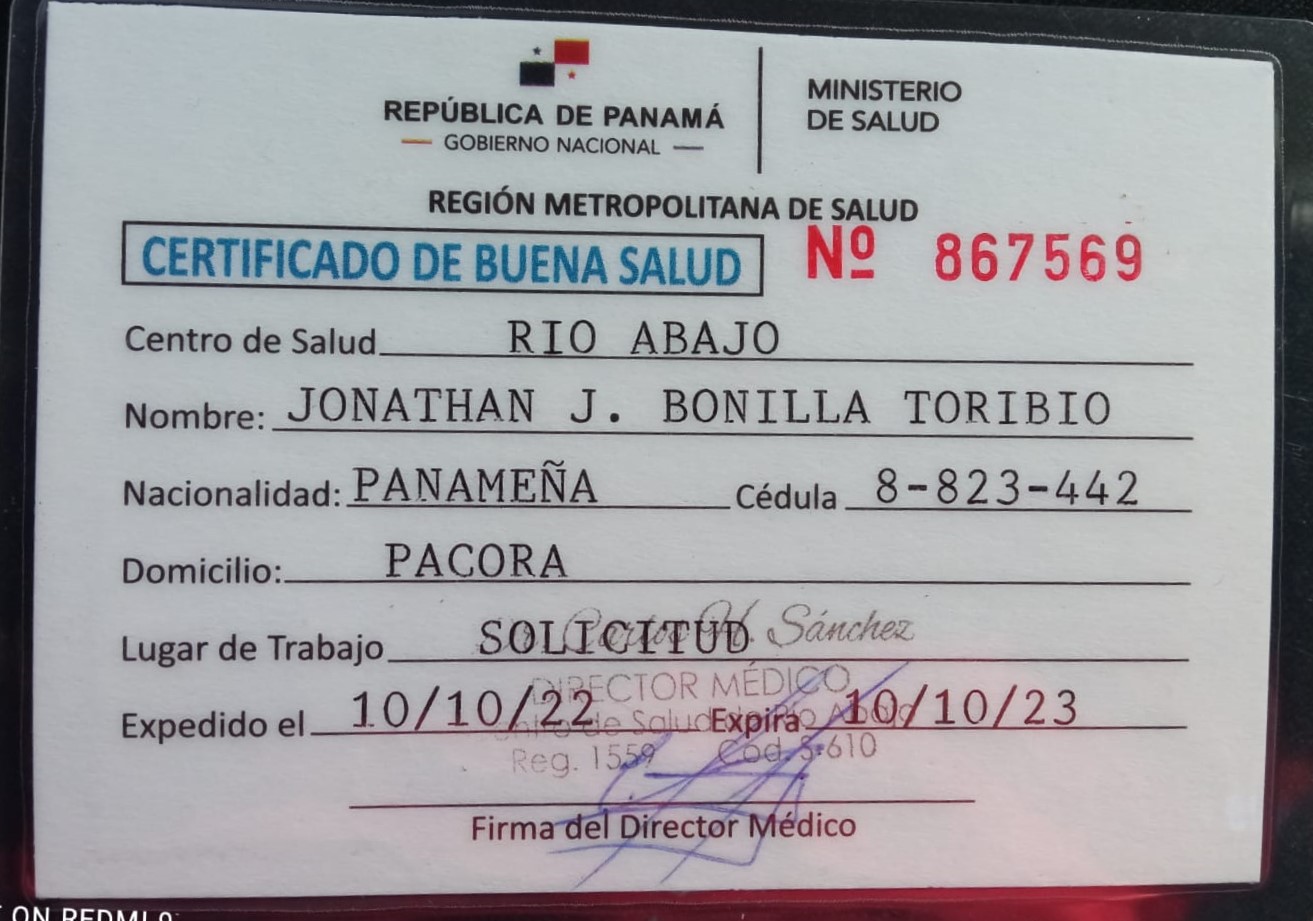 REPÚBLICA DE PANAMÁ
GOBIERNO NACIONAL
MINISTERIO
DE SALUD
REGIÓN METROPOLITANA DE SALUD
CERTIFICADO DE BUENA SALUD Nº 867569
Centro de Salud RIO ABAJO
Nombre: JONATHAN J. BONILLA TORIBIO
Nacionalidad: PANAMEÑA Cédula 8-823-442
Domicilio: PACORA
Carlos H. Sánchez
Lugar de Trabajo SOLICITUD
DIRECTOR MÉDICO
Expedido el 10/10/22 Expira 10/10/23
Centro de Salud de Río Abajo
Reg. 1559 Cód. S-610
Firma del Director Médico
ON REDMI 9